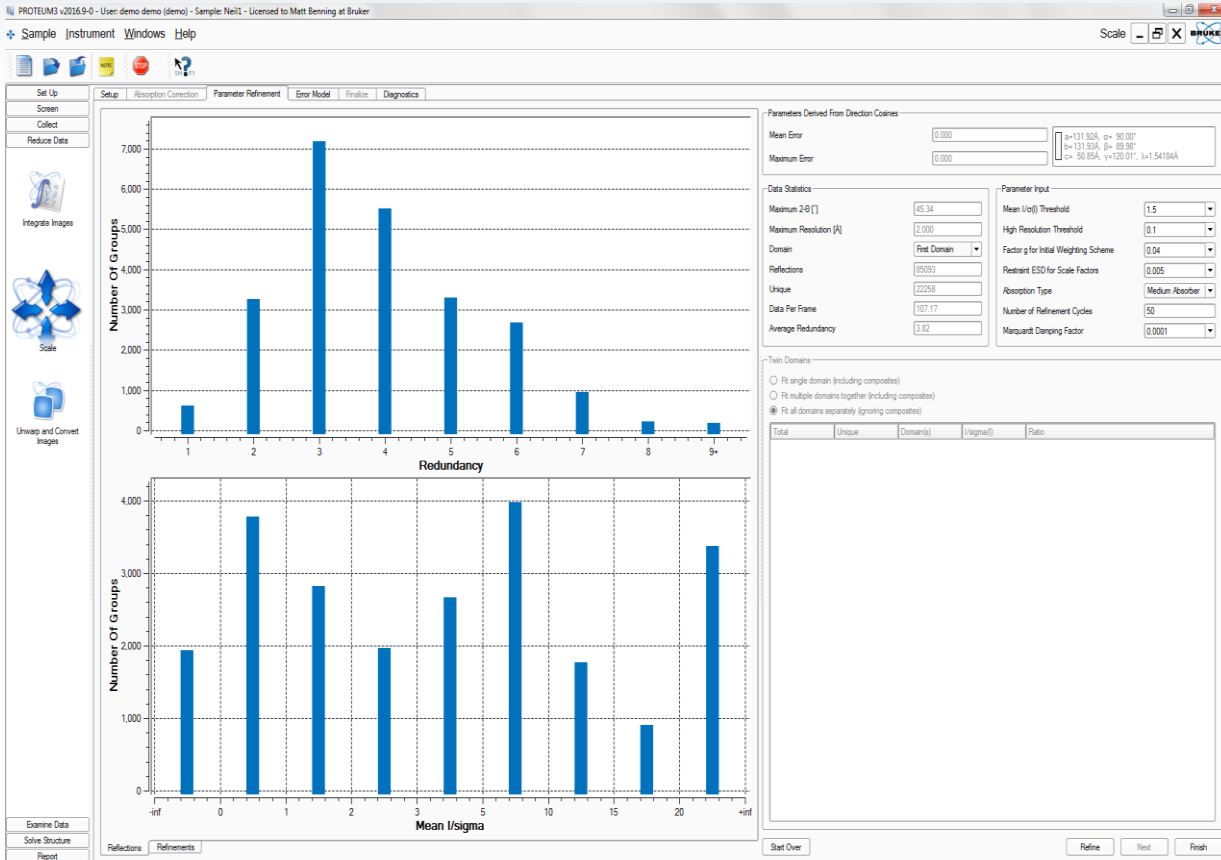 PROTEUM3 v2016.9-0 - User: demo demo (demo) - Sample: Neil1 - Licensed to Matt Benning at Bruker
Sample Instrument Windows Help
Scale
BRUKER
NOTE
STOP
Set Up
Screen
Collect
Reduce Data
Integrate Images
Scale
Unwarp and Convert
Images
Examine Data
Solve Structure
Report
Setup Absorption Correction Parameter Refinement Error Model Finalize Diagnostics
Number Of Groups
7,000
6,000
5,000
4,000
3,000
2,000
1,000
0
1 2 3 4 5 6 7 8 9+
Redundancy
Number Of Groups
4,000
3,000
2,000
1,000
0
-inf 0 1 2 3 5 10 15 20 +inf
Mean I/sigma
Reflections Refinements
Parameters Derived From Direction Cosines
Mean Error 0.000
Maximum Error 0.000
a=131.92Å, α= 90.00°
b=131.93Å, β= 89.98°
c= 50.85Å, γ=120.01°, λ=1.54184Å
Data Statistics
Maximum 2-θ [°] 45.34
Maximum Resolution [Å] 2.000
Domain First Domain
Reflections 85093
Unique 22258
Data Per Frame 107.17
Average Redundancy 3.82
Parameter Input
Mean I/σ(I) Threshold 1.5
High Resolution Threshold 0.1
Factor g for Initial Weighting Scheme 0.04
Restraint ESD for Scale Factors 0.005
Absorption Type Medium Absorber
Number of Refinement Cycles 50
Marquardt Damping Factor 0.0001
Twin Domains
Fit single domain (including composites)
Fit multiple domains together (including composites)
Fit all domains separately (ignoring composites)
Total Unique Domain(s) I/sigma(I) Ratio
Start Over Refine Next Finish